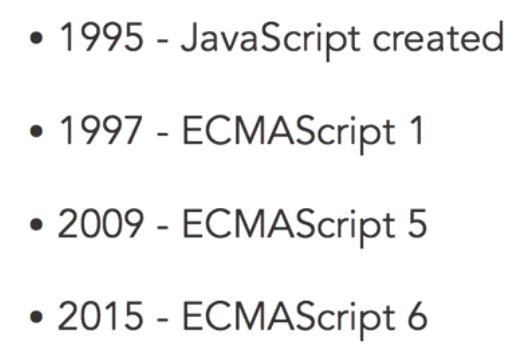 • 1995 - JavaScript created
• 1997 - ECMAScript 1
• 2009 - ECMAScript 5
• 2015 - ECMAScript 6